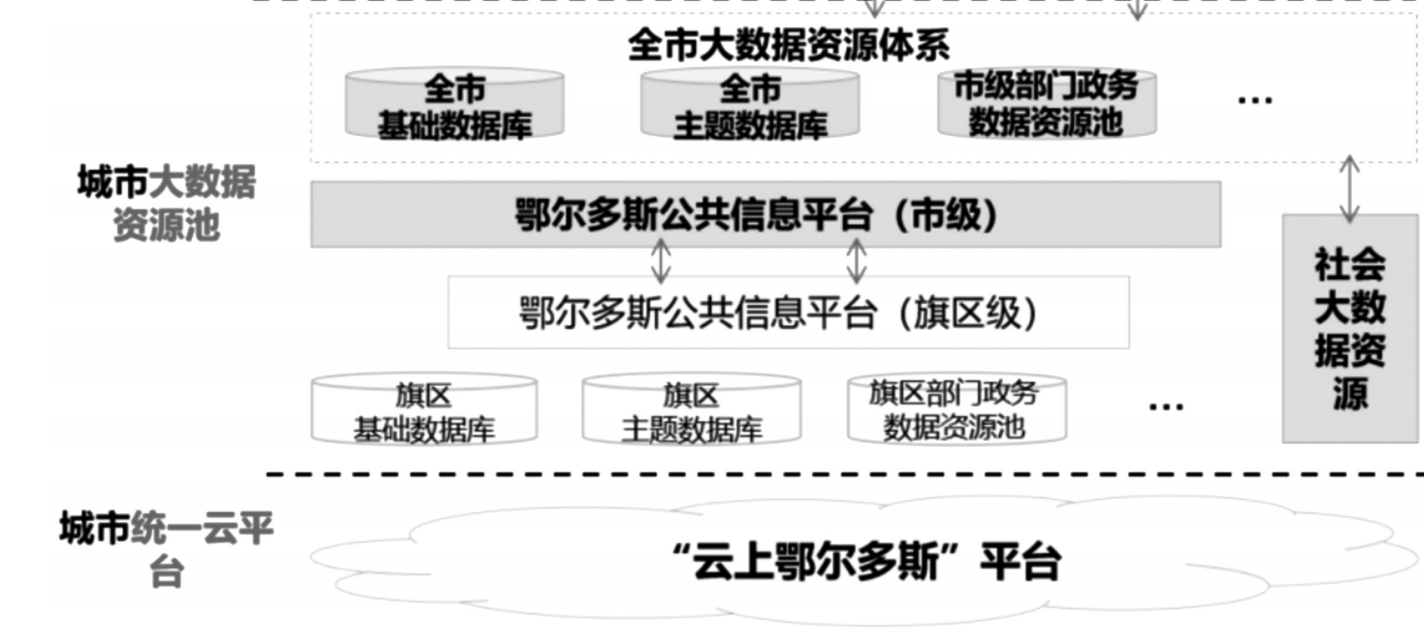 全市大数据资源体系
全市
基础数据库
全市
主题数据库
市级部门政务
数据资源池
...
城市大数据
资源池
鄂尔多斯公共信息平台（市级）
鄂尔多斯公共信息平台（旗区级）
社会
大数
据资
源
旗区
基础数据库
旗区
主题数据库
旗区部门政务
数据资源池
...
城市统一云平
台
“云上鄂尔多斯”平台